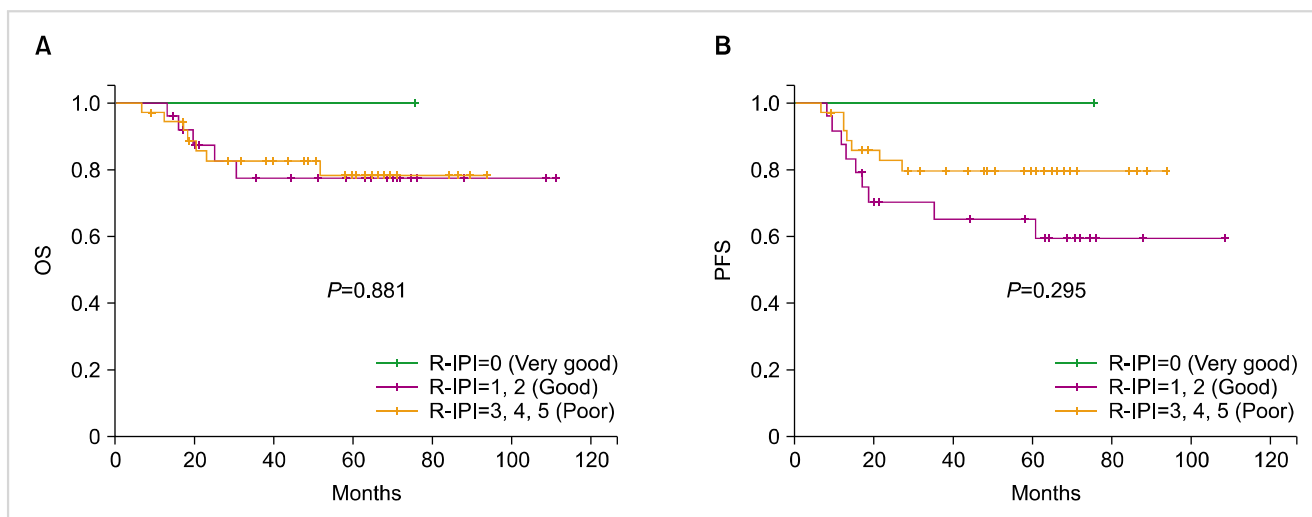 A
1.0
0.8
0.6
0.4
0.2
0
OS
P=0.881
R-IPI=0 (Very good)
R-IPI=1, 2 (Good)
R-IPI=3, 4, 5 (Poor)
0 20 40 60 80 100 120
Months
B
1.0
0.8
0.6
0.4
0.2
0
PFS
P=0.295
R-IPI=0 (Very good)
R-IPI=1, 2 (Good)
R-IPI=3, 4, 5 (Poor)
0 20 40 60 80 100 120
Months